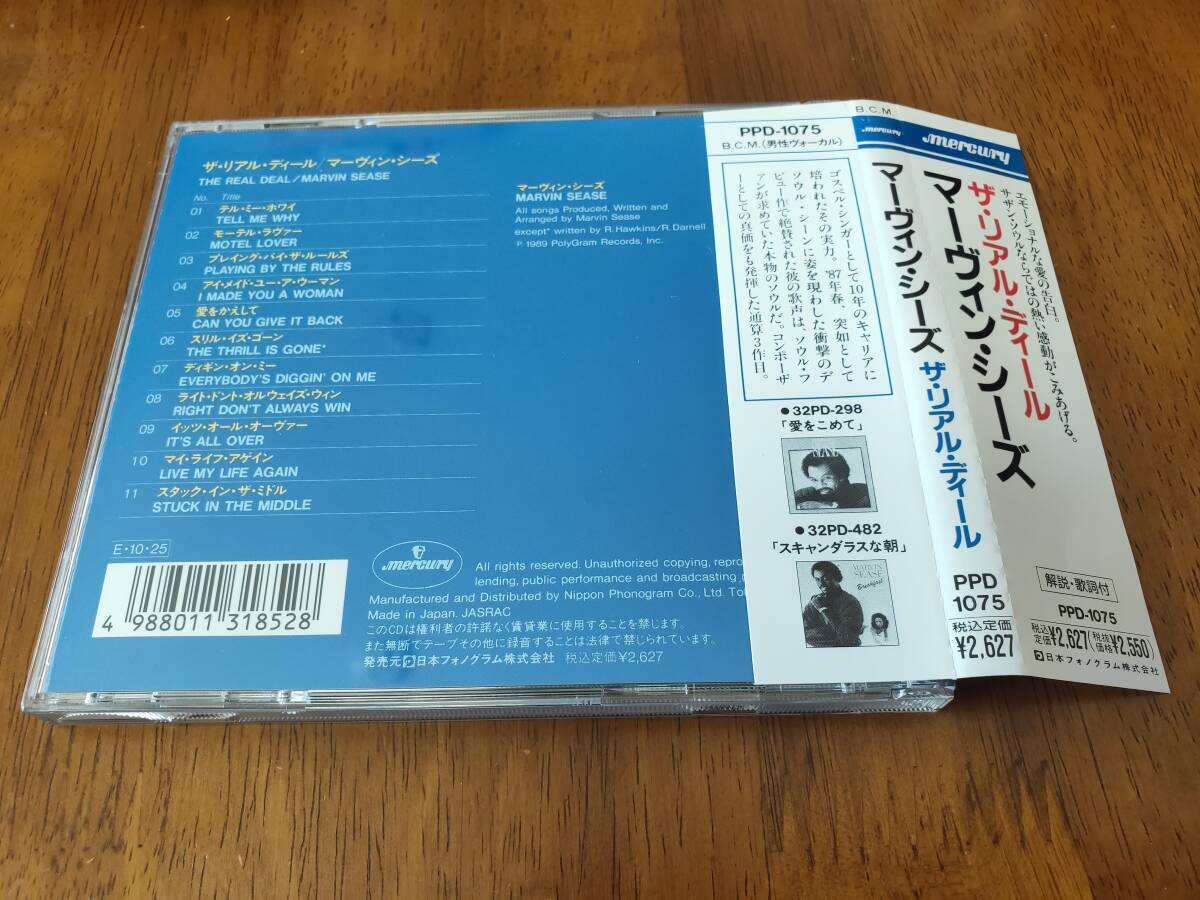 ザ・リアル・ディール/マーヴィン・シーズ
THE REAL DEAL/MARVIN SEASE
No. Title
01 テル・ミー・ホワイ
TELL ME WHY
02 モーテル・ラヴァー
MOTEL LOVER
03 プレイング・バイ・ザ・ルールズ
PLAYING BY THE RULES
04 アイ・メイド・ユー・ア・ウーマン
I MADE YOU A WOMAN
05 愛をかえして
CAN YOU GIVE IT BACK
06 スリル・イズ・ゴーン
THE THRILL IS GONE*
07 ディギン・オン・ミー
EVERYBODY'S DIGGIN' ON ME
08 ライト・ドント・オルウェイズ・ウィン
RIGHT DON'T ALWAYS WIN
09 イッツ・オール・オーヴァー
IT'S ALL OVER
10 マイ・ライフ・アゲイン
LIVE MY LIFE AGAIN
11 スタック・イン・ザ・ミドル
STUCK IN THE MIDDLE
マーヴィン・シーズ
MARVIN SEASE
All songs Produced, Written and
Arranged by Marvin Sease
except* written by R.Hawkins/R.Darnell
℗ 1989 PolyGram Records, Inc.
E・10・25
4 988011 318528
mercury
All rights reserved. Unauthorized copying, repro
lending, public performance and broadcasting
Manufactured and Distributed by Nippon Phonogram Co., Ltd. To
Made in Japan. JASRAC
このCDは権利者の許諾なく賃貸業に使用することを禁じます。
また無断でテープその他に録音することは法律で禁じられています。
発売元 日本フォノグラム株式会社 税込定価¥2,627
PPD-1075
B.C.M.(男性ヴォーカル)
ゴスペル・シンガーとして10年のキャリアに
培われたその実力。'87年春、突如として
ソウル・シーンに姿を現わした衝撃のデ
ビュー作で絶賛された彼の歌声は、ソウル・フ
ァンが求めていた本物のソウルだ。コンポーザ
ーとしての真価をも発揮した通算3作目。
●32PD-298
「愛をこめて」
●32PD-482
「スキャンダラスな朝」
MARVIN
SEASE
Breakfast
B.C.M.
mercury
マーヴィン・シーズ ザ・リアル・ディール
PPD
1075
税込定価
¥2,627
mercury
エモーショナルな愛の告白。
サザン・ソウルならではの熱い感動がこみあげる。
ザ・リアル・ディール
マーヴィン・シーズ
解説・歌詞付
PPD-1075
税込定価¥2,627(税抜価格¥2,550)
日本フォノグラム株式会社